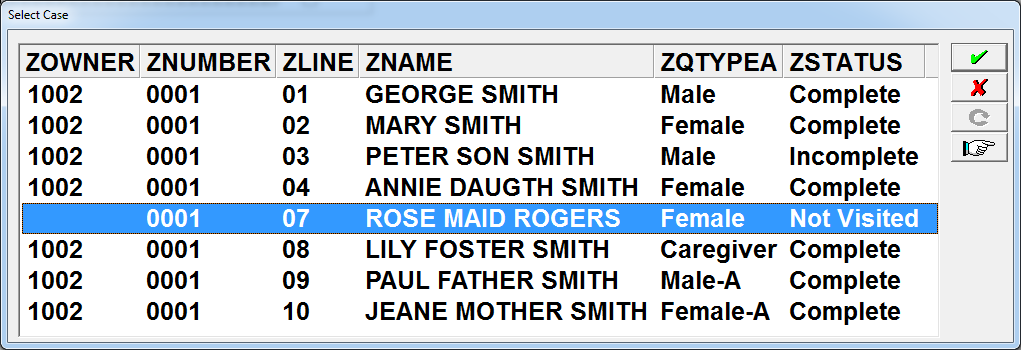 Select Case
ZOWNER ZNUMBER ZLINE ZNAME ZQTYPEA ZSTATUS
1002 0001 01 GEORGE SMITH Male Complete
1002 0001 02 MARY SMITH Female Complete
1002 0001 03 PETER SON SMITH Male Incomplete
1002 0001 04 ANNIE DAUGTH SMITH Female Complete
0001 07 ROSE MAID ROGERS Female Not Visited
1002 0001 08 LILY FOSTER SMITH Caregiver Complete
1002 0001 09 PAUL FATHER SMITH Male-A Complete
1002 0001 10 JEANE MOTHER SMITH Female-A Complete